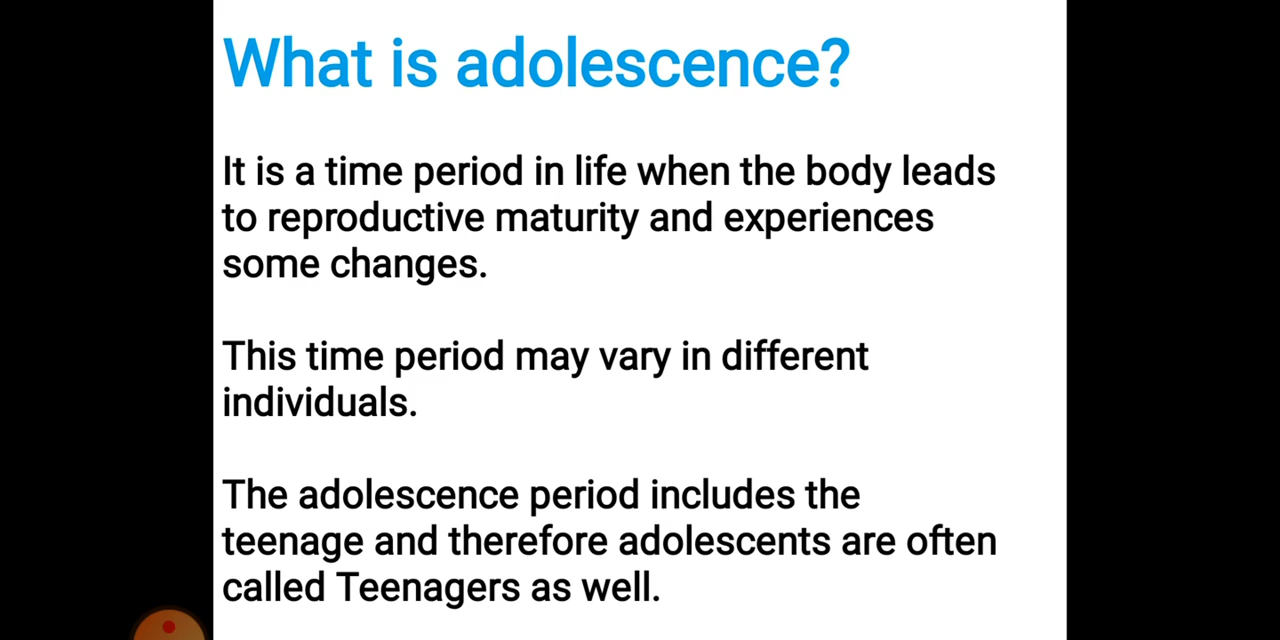 What is adolescence?
It is a time period in life when the body leads
to reproductive maturity and experiences
some changes.
This time period may vary in different
individuals.
The adolescence period includes the
teenage and therefore adolescents are often
called Teenagers as well.